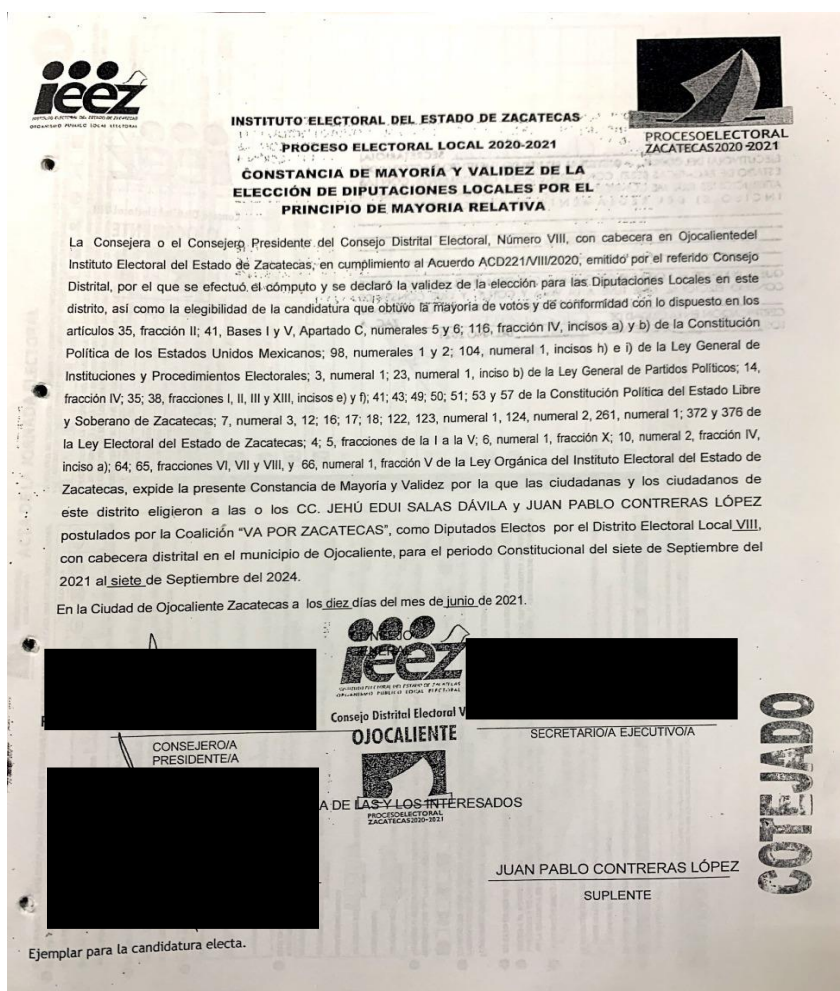 ieez
INSTITUTO ELECTORAL DEL ESTADO DE ZACATECAS
ORGANISMO PÚBLICO LOCAL ELECTORAL
PROCESOELECTORAL
ZACATECAS2020-2021
INSTITUTO ELECTORAL DEL ESTADO DE ZACATECAS
PROCESO ELECTORAL LOCAL 2020-2021
CONSTANCIA DE MAYORÍA Y VALIDEZ DE LA
ELECCIÓN DE DIPUTACIONES LOCALES POR EL
PRINCIPIO DE MAYORÍA RELATIVA
La Consejera o el Consejero Presidente del Consejo Distrital Electoral, Número VIII, con cabecera en Ojocalientedel
Instituto Electoral del Estado de Zacatecas, en cumplimiento al Acuerdo ACD221/VIII/2020, emitido por el referido Consejo
Distrital, por el que se efectuó el cómputo y se declaró la validez de la elección para las Diputaciones Locales en este
distrito, así como la elegibilidad de la candidatura que obtuvo la mayoría de votos y de conformidad con lo dispuesto en los
artículos 35, fracción II; 41, Bases I y V, Apartado C, numerales 5 y 6; 116, fracción IV, incisos a) y b) de la Constitución
Política de los Estados Unidos Mexicanos; 98, numerales 1 y 2; 104, numeral 1, incisos h) e i) de la Ley General de
Instituciones y Procedimientos Electorales; 3, numeral 1; 23, numeral 1, inciso b) de la Ley General de Partidos Políticos; 14,
fracción IV; 35; 38, fracciones I, II, III y XIII, incisos e) y f); 41; 43; 49; 50; 51; 53 y 57 de la Constitución Política del Estado Libre
y Soberano de Zacatecas; 7, numeral 3, 12; 16; 17; 18; 122, 123, numeral 1, 124, numeral 2, 261, numeral 1; 372 y 376 de
la Ley Electoral del Estado de Zacatecas; 4; 5, fracciones de la I a la V; 6, numeral 1, fracción X; 10, numeral 2, fracción IV,
inciso a); 64; 65, fracciones VI, VII y VIII, y 66, numeral 1, fracción V de la Ley Orgánica del Instituto Electoral del Estado de
Zacatecas, expide la presente Constancia de Mayoría y Validez por la que las ciudadanas y los ciudadanos de
este distrito eligieron a las o los CC. JEHÚ EDUI SALAS DÁVILA y JUAN PABLO CONTRERAS LÓPEZ
postulados por la Coalición "VA POR ZACATECAS", como Diputados Electos por el Distrito Electoral Local VIII,
con cabecera distrital en el municipio de Ojocaliente, para el periodo Constitucional del siete de Septiembre del
2021 al siete de Septiembre del 2024.
En la Ciudad de Ojocaliente Zacatecas a los diez días del mes de junio de 2021.
CONSEJO
GENERAL
ieez
INSTITUTO ELECTORAL DEL ESTADO DE ZACATECAS
ORGANISMO PÚBLICO LOCAL ELECTORAL
Consejo Distrital Electoral V
OJOCALIENTE
CONSEJERO/A
PRESIDENTE/A
SECRETARIO/A EJECUTIVO/A
A DE LAS Y LOS INTERESADOS
PROCESOELECTORAL
ZACATECAS2020-2021
COTEJADO
JUAN PABLO CONTRERAS LÓPEZ
SUPLENTE
Ejemplar para la candidatura electa.